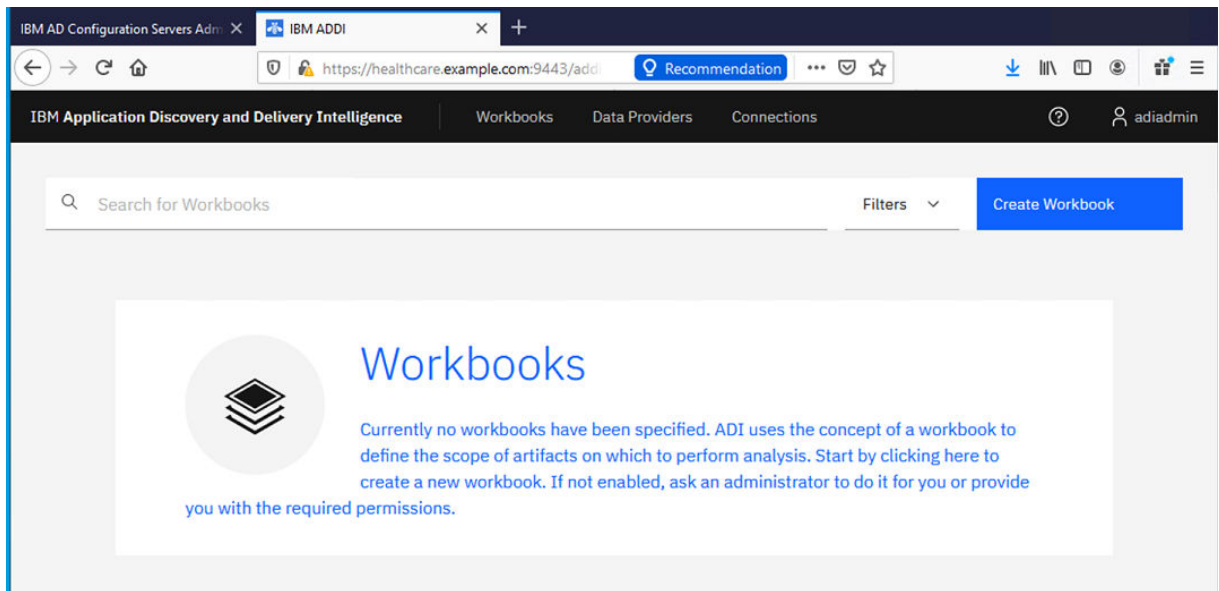 IBM AD Configuration Servers Adm
IBM ADDI
https://healthcare.example.com:9443/add
Recommendation
IBM Application Discovery and Delivery Intelligence
Workbooks
Data Providers
Connections
adiadmin
Search for Workbooks
Filters
Create Workbook
Workbooks
Currently no workbooks have been specified. ADI uses the concept of a workbook to
define the scope of artifacts on which to perform analysis. Start by clicking here to
create a new workbook. If not enabled, ask an administrator to do it for you or provide
you with the required permissions.